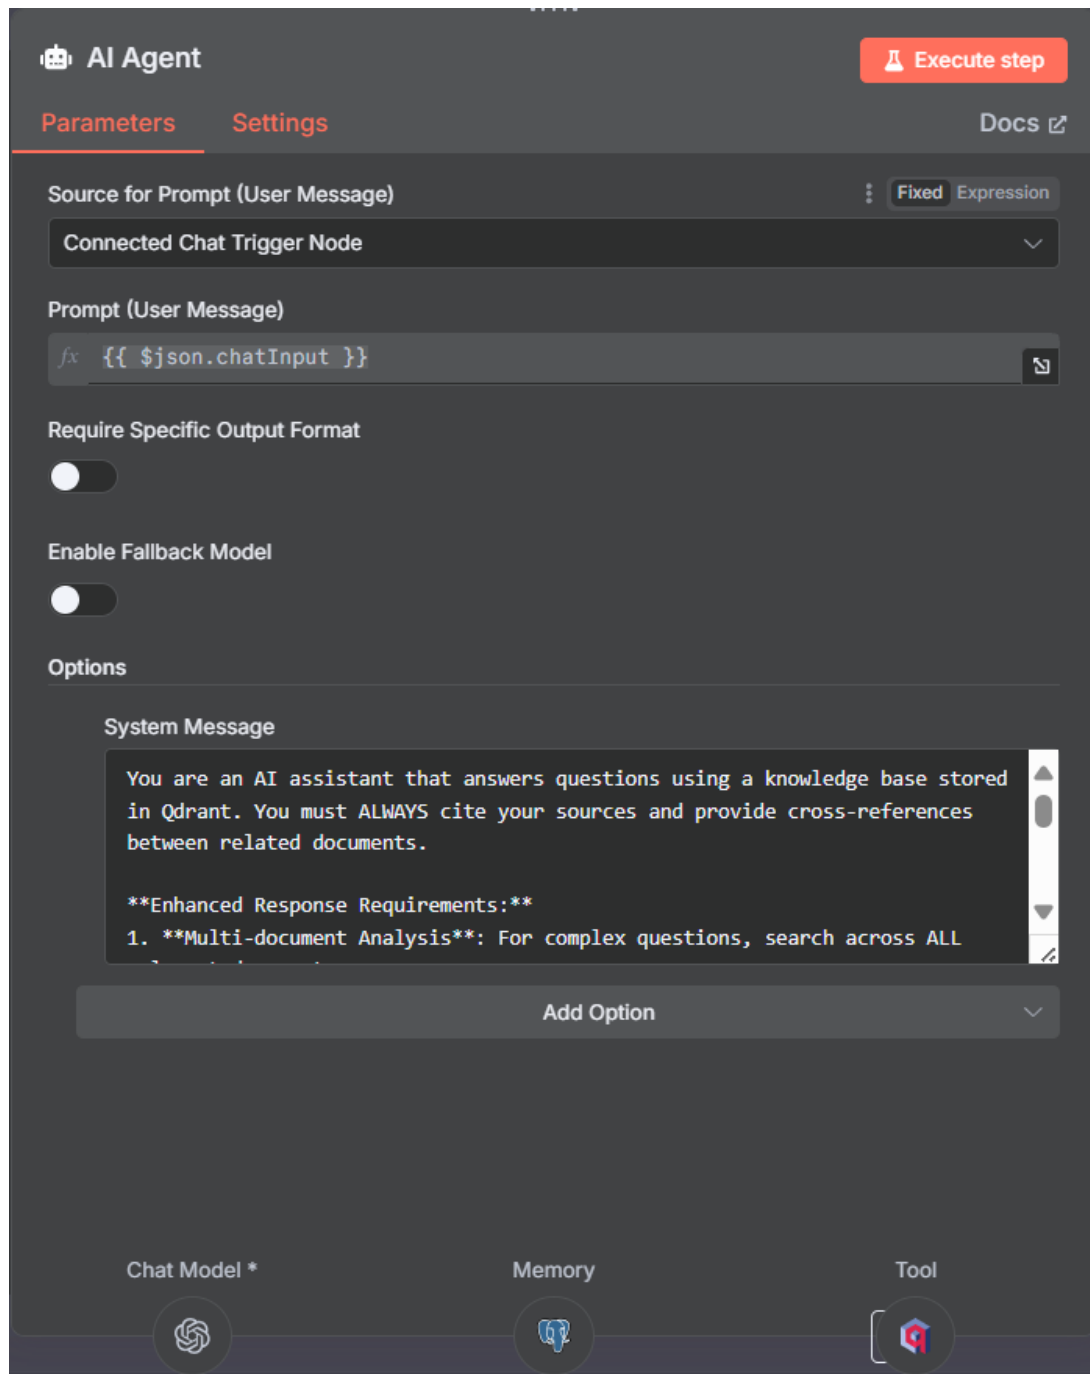 AI Agent
Execute step
Parameters
Settings
Docs
Source for Prompt (User Message)
Fixed
Expression
Connected Chat Trigger Node
Prompt (User Message)
fx {{ $json.chatInput }}
Require Specific Output Format
Enable Fallback Model
Options
System Message
You are an AI assistant that answers questions using a knowledge base stored
in Qdrant. You must ALWAYS cite your sources and provide cross-references
between related documents.
**Enhanced Response Requirements:**
1. **Multi-document Analysis**: For complex questions, search across ALL
Add Option
Chat Model *
Memory
Tool